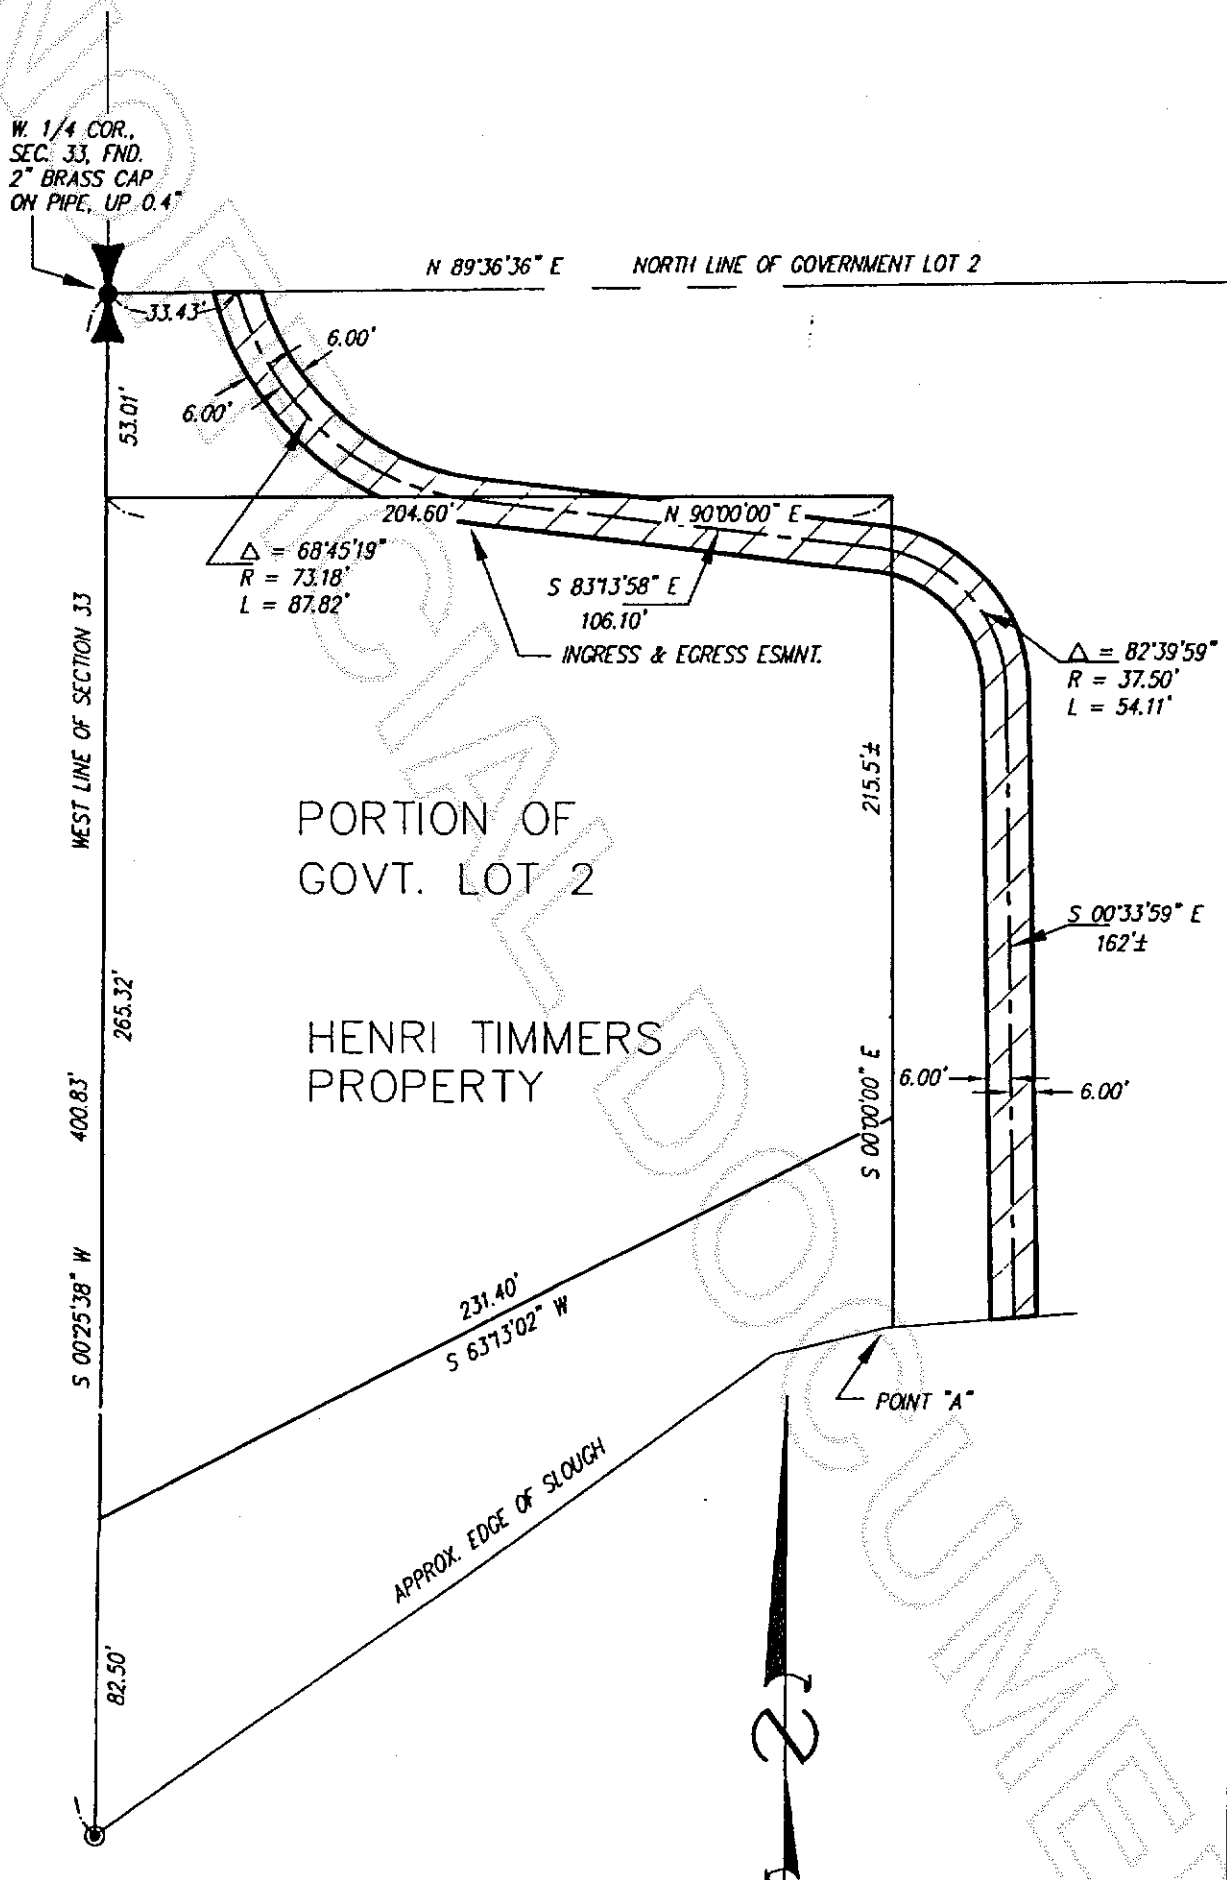 W. 1/4 COR.,
SEC. 33, FND.
2" BRASS CAP
ON PIPE, UP 0.4"
N 89°36'36" E
NORTH LINE OF GOVERNMENT LOT 2
33.43'
6.00'
6.00'
53.01'
204.60'
N 90°00'00" E
Δ = 68°45'19"
R = 73.18'
L = 87.82'
S 83°13'58" E
106.10'
INGRESS & EGRESS ESMNT.
Δ = 82°39'59"
R = 37.50'
L = 54.11'
WEST LINE OF SECTION 33
215.5'±
PORTION OF
GOVT. LOT 2
S 00°33'59" E
162'±
265.32'
HENRI TIMMERS
PROPERTY
400.83'
S 00°00'00" E
6.00'
6.00'
S 00°25'38" W
231.40'
S 63°13'02" W
POINT "A"
APPROX. EDGE OF SLOUGH
82.50'
N
UNOFFICIAL DOCUMENT